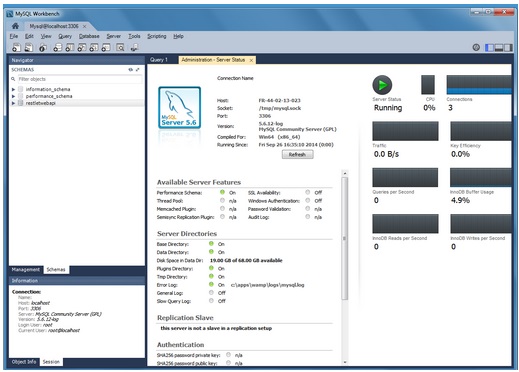 MySQL Workbench
Mysql@localhost:3306 ×
File Edit View Query Database Server Tools Scripting Help
Navigator
SCHEMAS
Filter objects
information_schema
performance_schema
restletwebapi
Management Schemas
Information
Connection:
Name:
Host: localhost
Port: 3306
Server: MySQL Community Server (GPL)
Version: 5.6.12-log
Login User: root
Current User: root@localhost
Object Info Session
Query 1 Administration - Server Status ×
Connection Name
MySQL
Server 5.6
Host: FR-64-02-13-023
Socket: /tmp/mysql.sock
Port: 3306
Version: 5.6.12-log
MySQL Community Server (GPL)
Compiled For: Win64 (x86_64)
Running Since: Fri Sep 26 16:35:10 2014 (0:00)
Refresh
Available Server Features
Performance Schema: On SSL Availability: Off
Thread Pool: n/a Windows Authentication: Off
Memcached Plugin: n/a Password Validation: n/a
Semisync Replication Plugin: n/a Audit Log: n/a
Server Directories
Base Directory: On
Data Directory: On
Disk Space in Data Dir: 19.00 GB of 68.00 GB available
Plugins Directory: On
Tmp Directory: On
Error Log: On c:\apps\wamp\logs\mysql.log
General Log: Off
Slow Query Log: Off
Replication Slave
this server is not a slave in a replication setup
Authentication
SHA256 password private key: n/a
SHA256 password public key: n/a
Server Status
Running
CPU
0%
Connections
3
Traffic
0.0 B/s
Key Efficiency
0.0%
Queries per Second
0
InnoDB Buffer Usage
4.9%
InnoDB Reads per Second
0
InnoDB Writes per Second
0